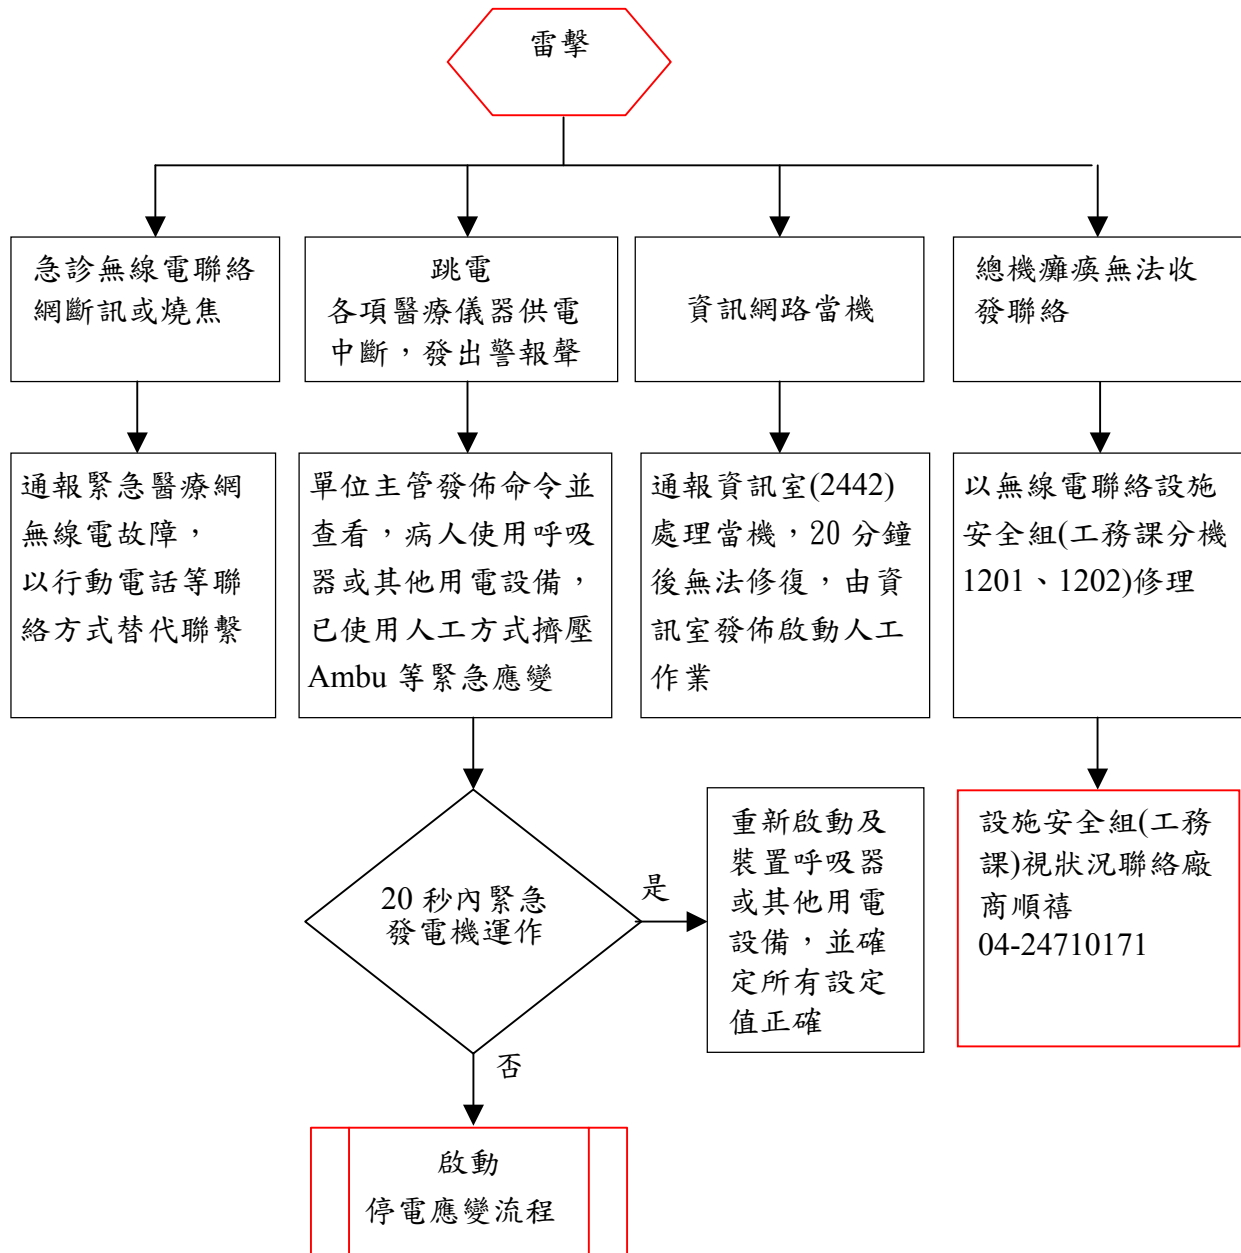 雷擊
急診無線電聯絡
網斷訊或燒焦
跳電
各項醫療儀器供電
中斷，發出警報聲
資訊網路當機
總機癱瘓無法收
發聯絡
通報緊急醫療網
無線電故障，
以行動電話等聯
絡方式替代聯繫
單位主管發佈命令並
查看，病人使用呼吸
器或其他用電設備，
已使用人工方式擠壓
Ambu 等緊急應變
通報資訊室(2442)
處理當機，20 分鐘
後無法修復，由資
訊室發佈啟動人工
作業
以無線電聯絡設施
安全組(工務課分機
1201、1202)修理
20 秒內緊急
發電機運作
是
重新啟動及
裝置呼吸器
或其他用電
設備，並確
定所有設定
值正確
設施安全組(工務
課)視狀況聯絡廠
商順禧
04-24710171
否
啟動
停電應變流程